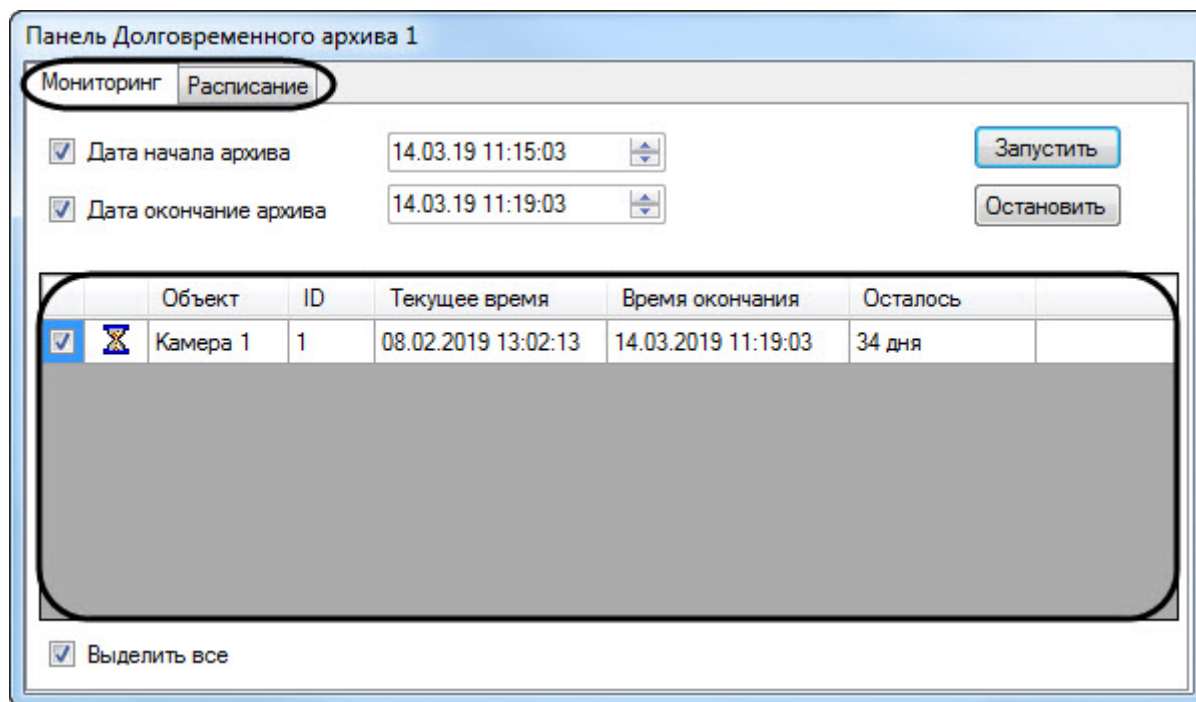 Панель Долговременного архива 1
Мониторинг Расписание
Дата начала архива 14.03.19 11:15:03 Запустить
Дата окончание архива 14.03.19 11:19:03 Остановить
Объект ID Текущее время Время окончания Осталось
Камера 1 1 08.02.2019 13:02:13 14.03.2019 11:19:03 34 дня
Выделить все